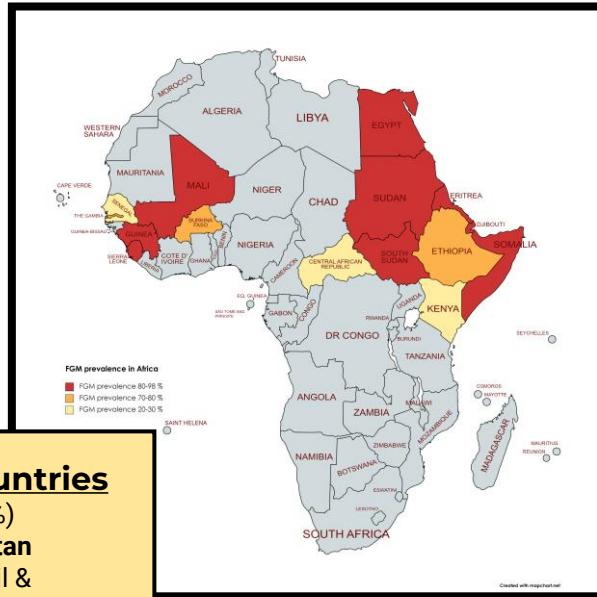 TUNISIA
MOROCCO
ALGERIA
LIBYA
EGYPT
WESTERN
SAHARA
MAURITANIA
MALI
NIGER
CHAD
SUDAN
ERITREA
CAPE VERDE
SENEGAL
THE GAMBIA
GUINEA-BISSAU
GUINEA
BURKINA
FASO
BENIN
TOGO
DJIBOUTI
SOMALIA
SIERRA
LEONE
LIBERIA
COTE D'
IVOIRE
GHANA
NIGERIA
CAMEROON
CENTRAL AFRICAN
REPUBLIC
SOUTH
SUDAN
ETHIOPIA
EQ. GUINEA
SAO TOME AND
PRINCIPE
GABON
CONGO
UGANDA
KENYA
RWANDA
BURUNDI
DR CONGO
TANZANIA
SEYCHELLES
FGM prevalence in Africa
FGM prevalence 80-98 %
FGM prevalence 70-80 %
FGM prevalence 20-30 %
SAINT HELENA
ANGOLA
ZAMBIA
MALAWI
MOZAMBIQUE
COMOROS
MAYOTTE
MADAGASCAR
MAURITIUS
REUNION
NAMIBIA
BOTSWANA
ZIMBABWE
ESWATINI
LESOTHO
SOUTH AFRICA
Created with mapchart.net
untries
%)
tan
il &